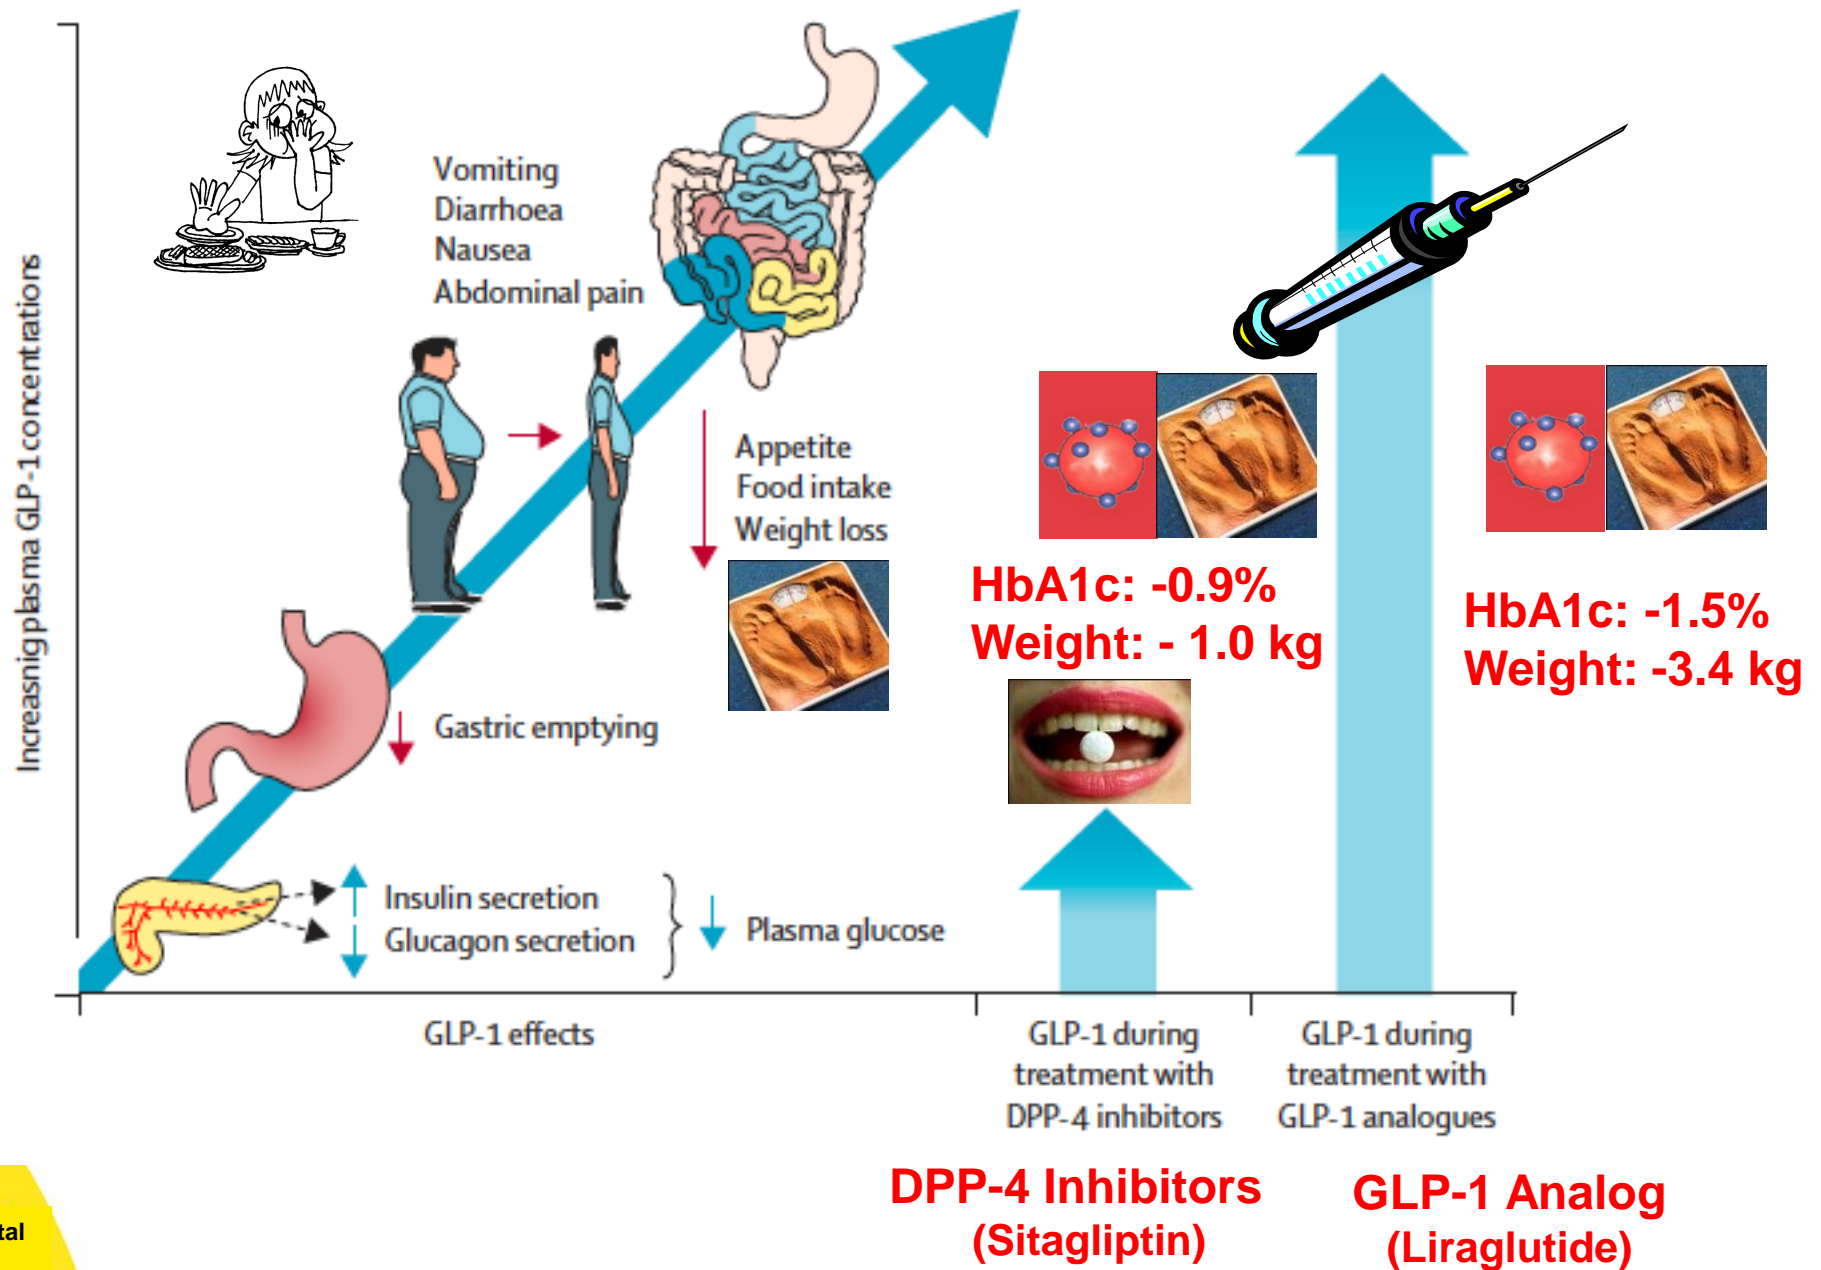 Increasnig plasma GLP-1 concentrations
Vomiting
Diarrhoea
Nausea
Abdominal pain
Appetite
Food intake
Weight loss
Gastric emptying
Insulin secretion
Glucagon secretion
Plasma glucose
HbA1c: -0.9%
Weight: - 1.0 kg
HbA1c: -1.5%
Weight: -3.4 kg
GLP-1 effects
GLP-1 during
treatment with
DPP-4 inhibitors
GLP-1 during
treatment with
GLP-1 analogues
DPP-4 Inhibitors
(Sitagliptin)
GLP-1 Analog
(Liraglutide)
tal